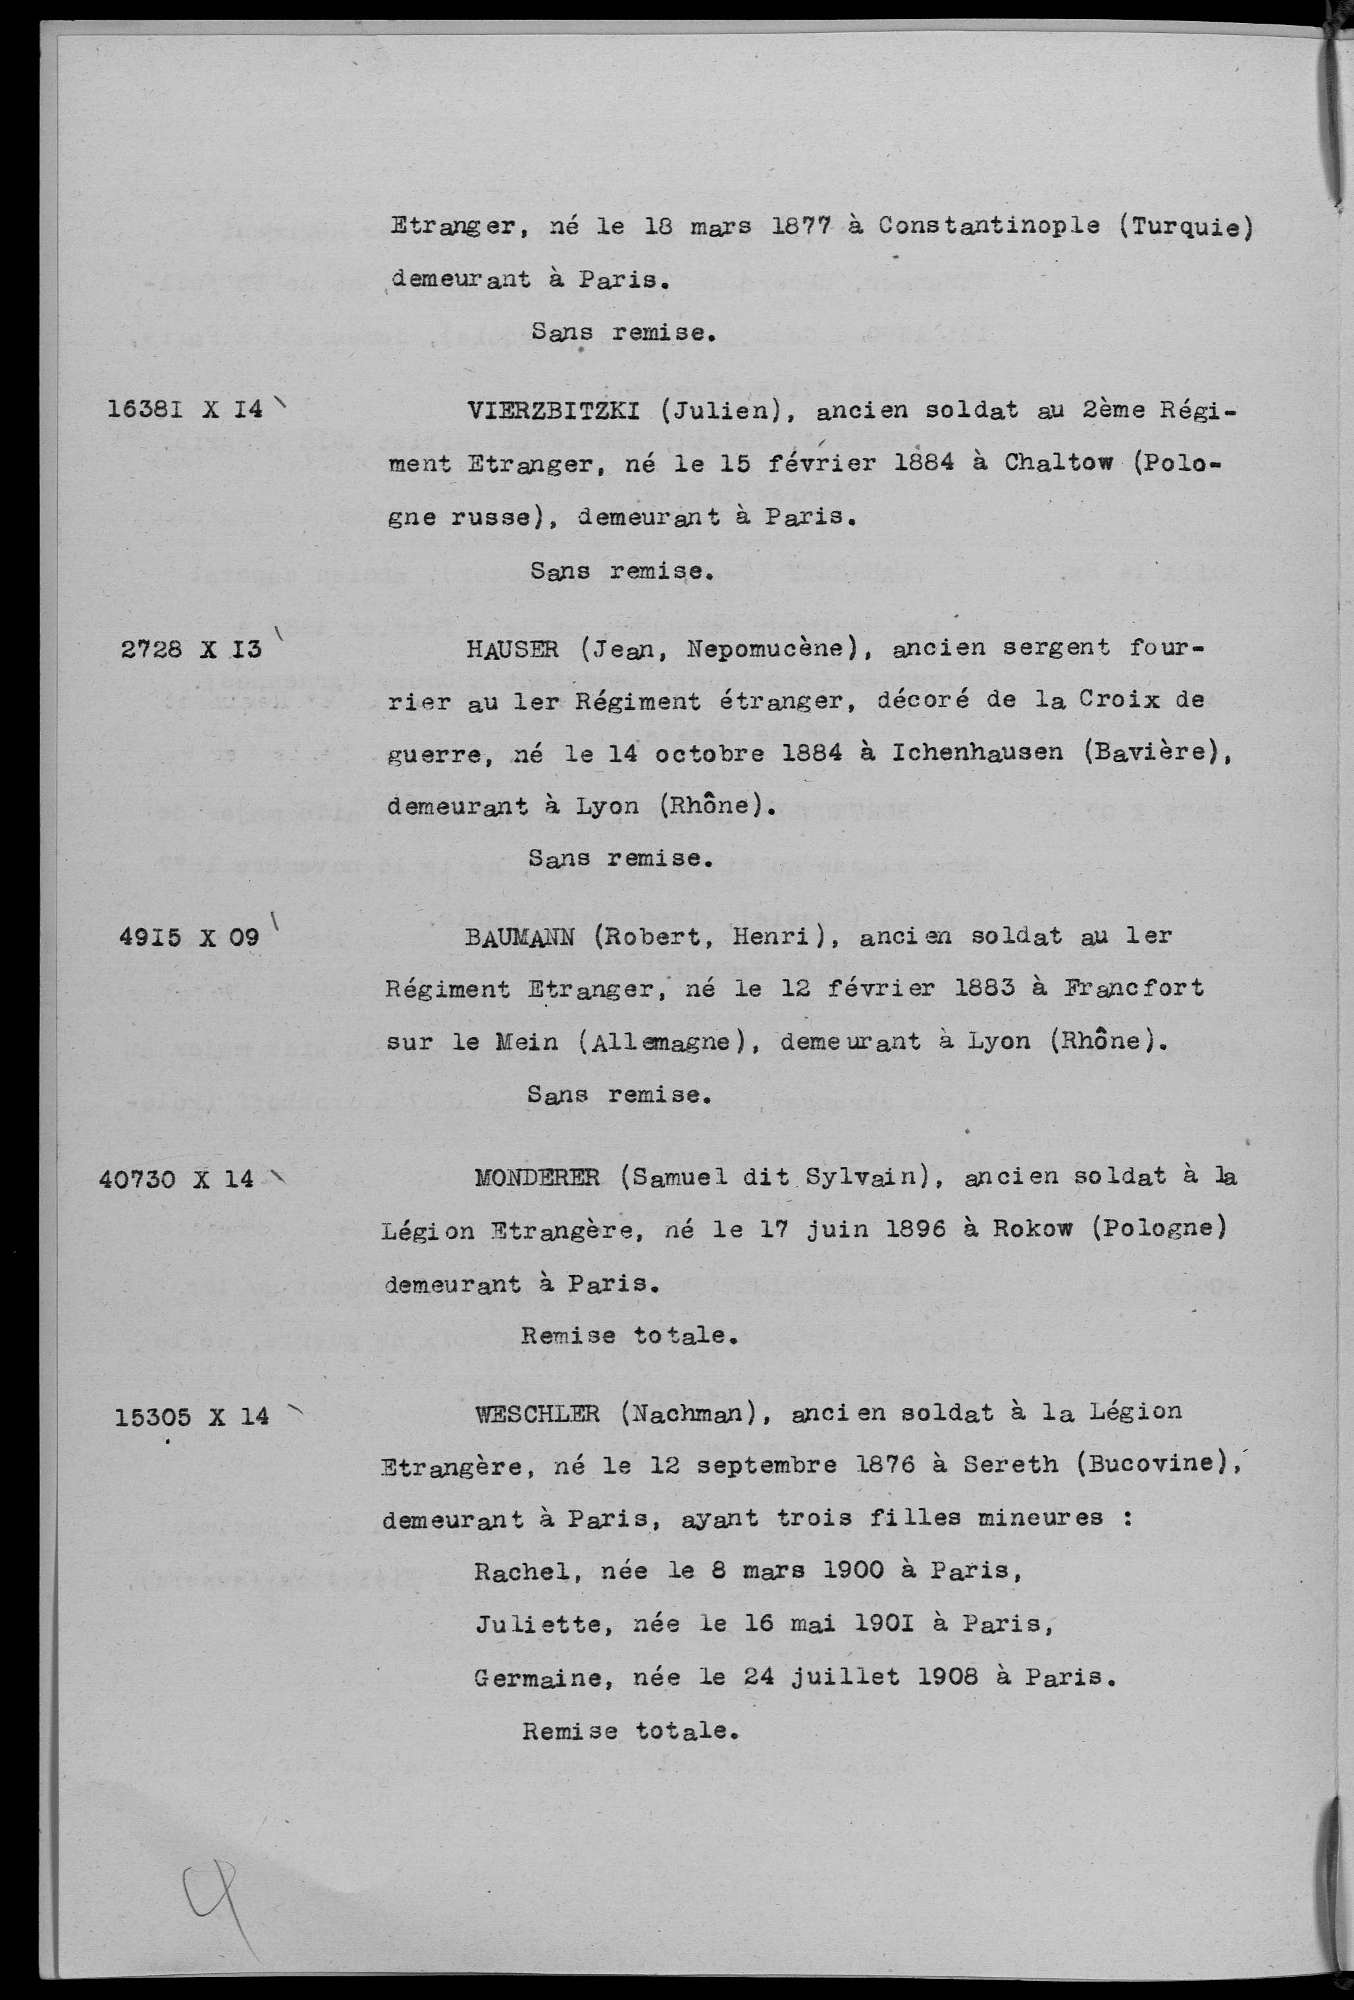 Etranger, né le 18 mars 1877 à Constantinople (Turquie)
demeurant à Paris.
Sans remise.
16381 X 14 VIERZBITZKI (Julien), ancien soldat au 2ème Régi-
ment Etranger, né le 15 février 1884 à Chaltow (Polo-
gne russe), demeurant à Paris.
Sans remise.
2728 X 13 HAUSER (Jean, Nepomucène), ancien sergent four-
rier au 1er Régiment étranger, décoré de la Croix de
guerre, né le 14 octobre 1884 à Ichenhausen (Bavière),
demeurant à Lyon (Rhône).
Sans remise.
4915 X 09 BAUMANN (Robert, Henri), ancien soldat au 1er
Régiment Etranger, né le 12 février 1883 à Francfort
sur le Mein (Allemagne), demeurant à Lyon (Rhône).
Sans remise.
40730 X 14 MONDERER (Samuel dit Sylvain), ancien soldat à la
Légion Etrangère, né le 17 juin 1896 à Rokow (Pologne)
demeurant à Paris.
Remise totale.
15305 X 14 WESCHLER (Nachman), ancien soldat à la Légion
Etrangère, né le 12 septembre 1876 à Sereth (Bucovine),
demeurant à Paris, ayant trois filles mineures :
Rachel, née le 8 mars 1900 à Paris,
Juliette, née le 16 mai 1901 à Paris,
Germaine, née le 24 juillet 1908 à Paris.
Remise totale.